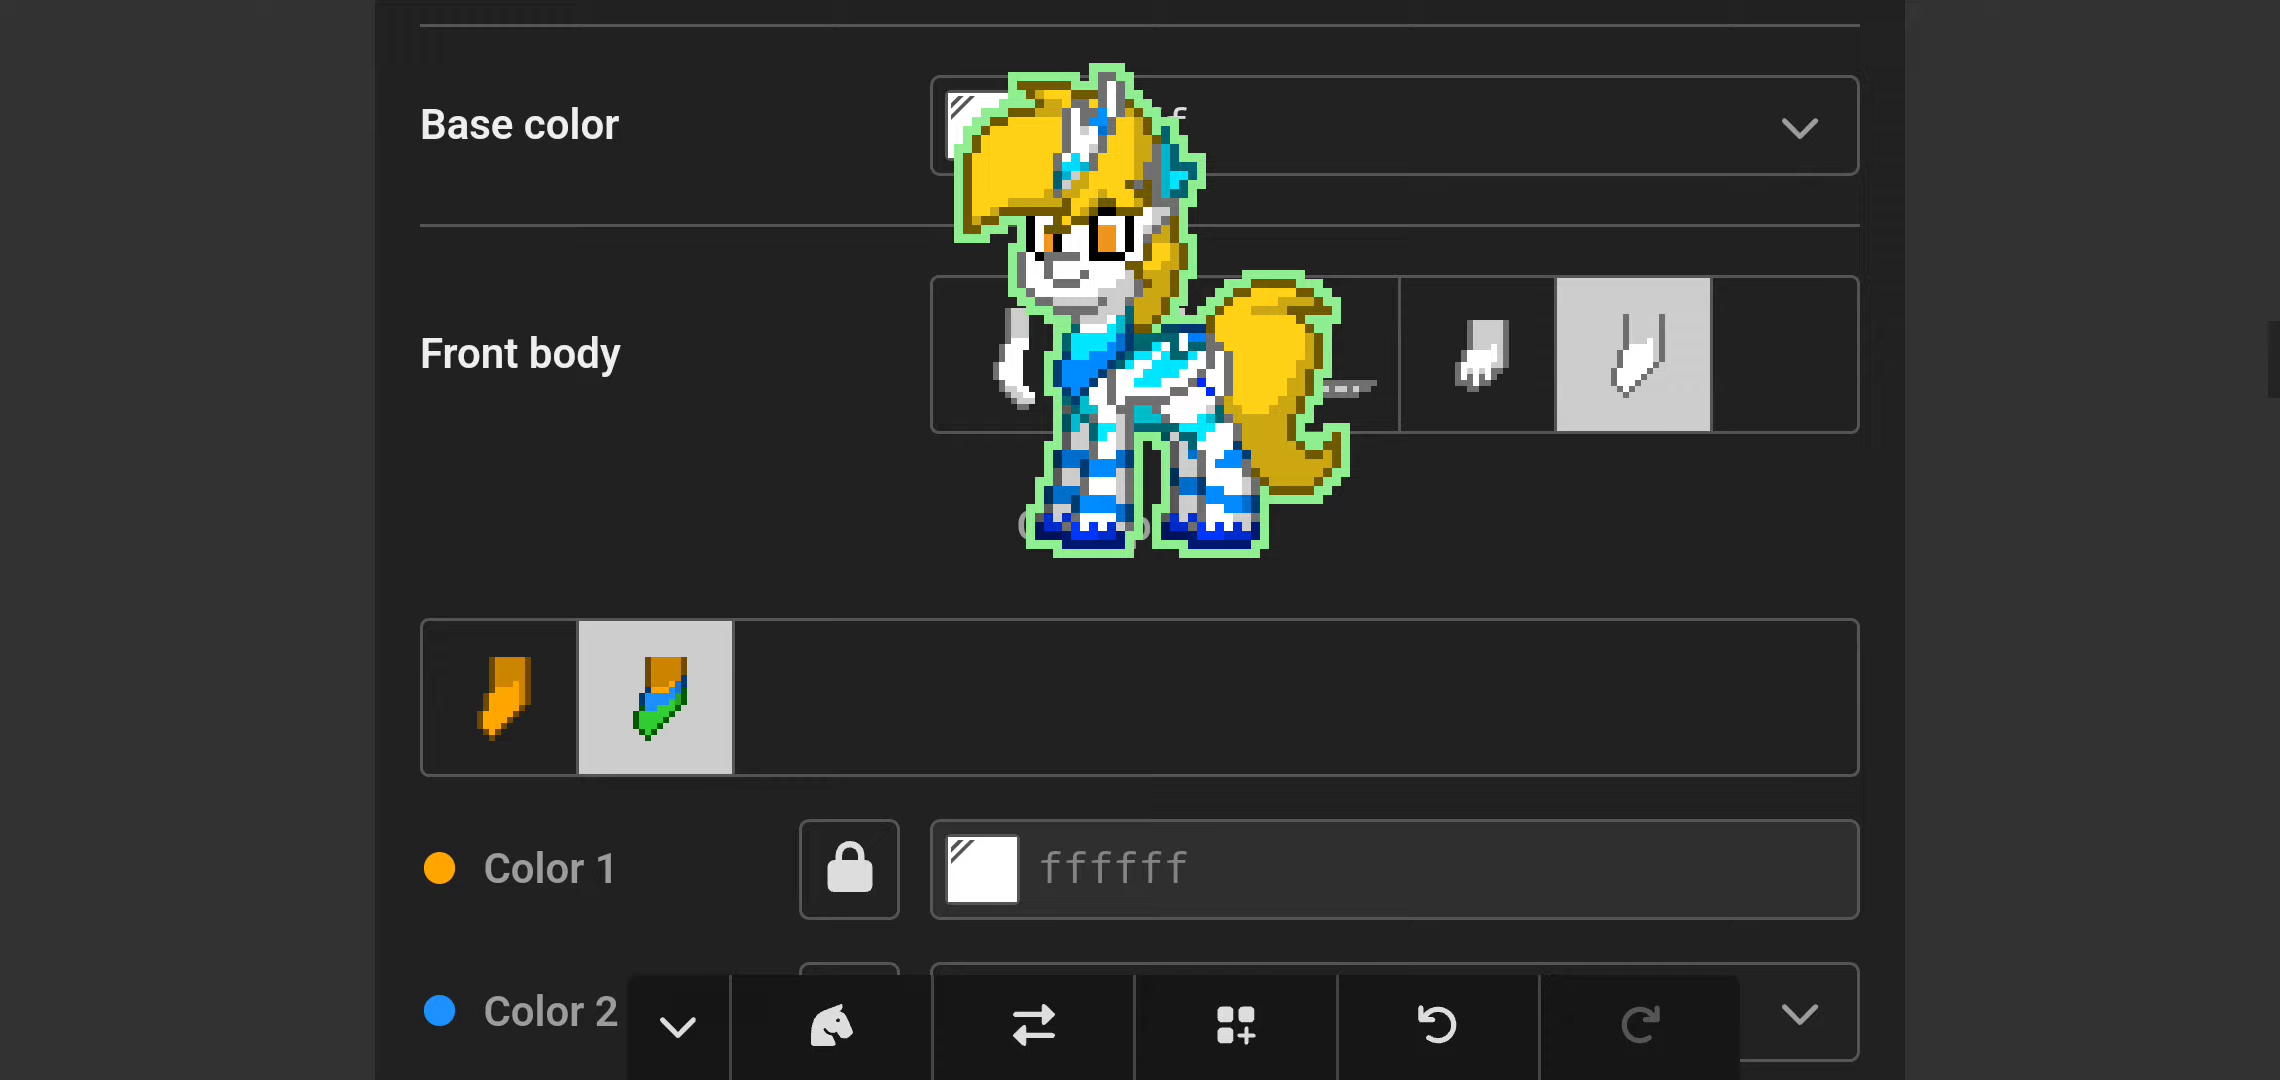 Base color
Front body
Color 1
ffffff
Color 2